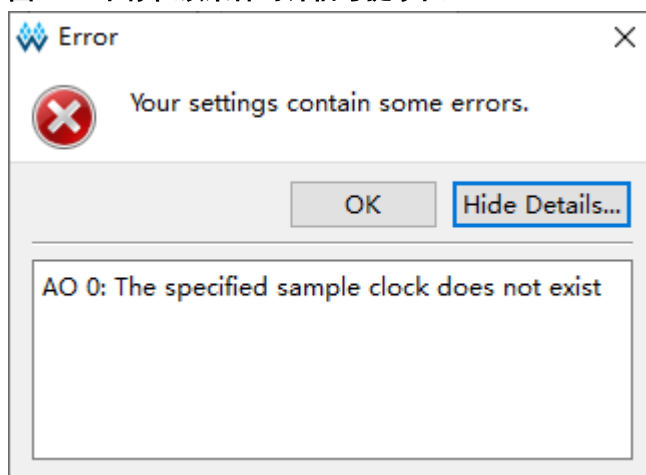 Error
Your settings contain some errors.
OK
Hide Details...
AO 0: The specified sample clock does not exist